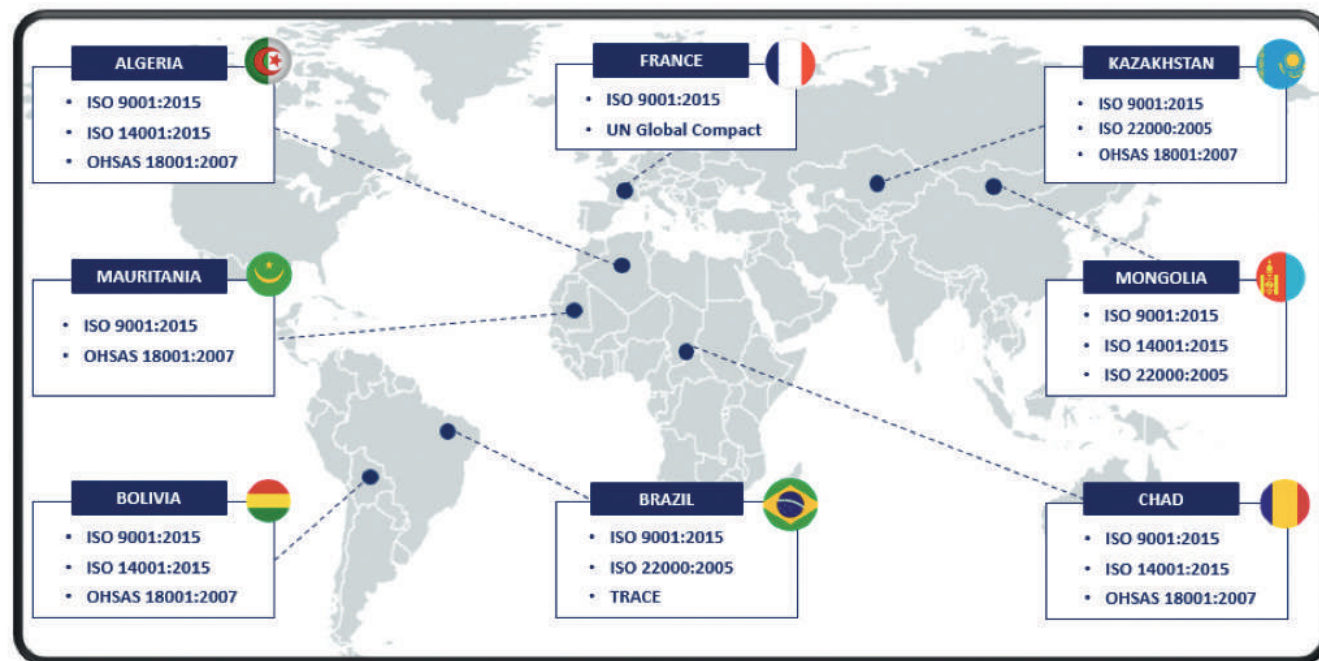 ALGERIA
• ISO 9001:2015
• ISO 14001:2015
• OHSAS 18001:2007
FRANCE
• ISO 9001:2015
• UN Global Compact
KAZAKHSTAN
• ISO 9001:2015
• ISO 22000:2005
• OHSAS 18001:2007
MAURITANIA
• ISO 9001:2015
• OHSAS 18001:2007
MONGOLIA
• ISO 9001:2015
• ISO 14001:2015
• ISO 22000:2005
BOLIVIA
• ISO 9001:2015
• ISO 14001:2015
• OHSAS 18001:2007
BRAZIL
• ISO 9001:2015
• ISO 22000:2005
• TRACE
CHAD
• ISO 9001:2015
• ISO 14001:2015
• OHSAS 18001:2007